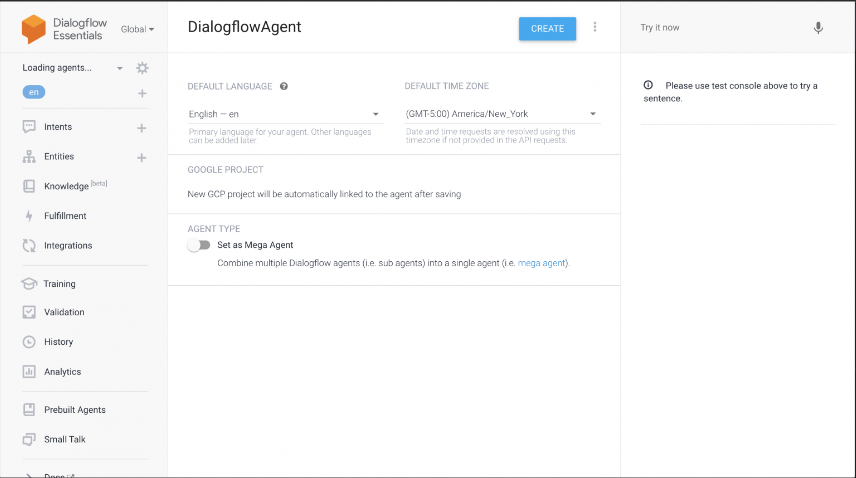 Dialogflow
Essentials
Global
DialogflowAgent
CREATE
Try it now
Loading agents...
en
Intents
Entities
Knowledge [beta]
Fulfillment
Integrations
Training
Validation
History
Analytics
Prebuilt Agents
Small Talk
Docs
DEFAULT LANGUAGE
English — en
Primary language for your agent. Other languages
can be added later.
DEFAULT TIME ZONE
(GMT-5:00) America/New_York
Date and time requests are resolved using this
timezone if not provided in the API requests.
GOOGLE PROJECT
New GCP project will be automatically linked to the agent after saving
AGENT TYPE
Set as Mega Agent
Combine multiple Dialogflow agents (i.e. sub agents) into a single agent (i.e. mega agent).
Please use test console above to try a
sentence.